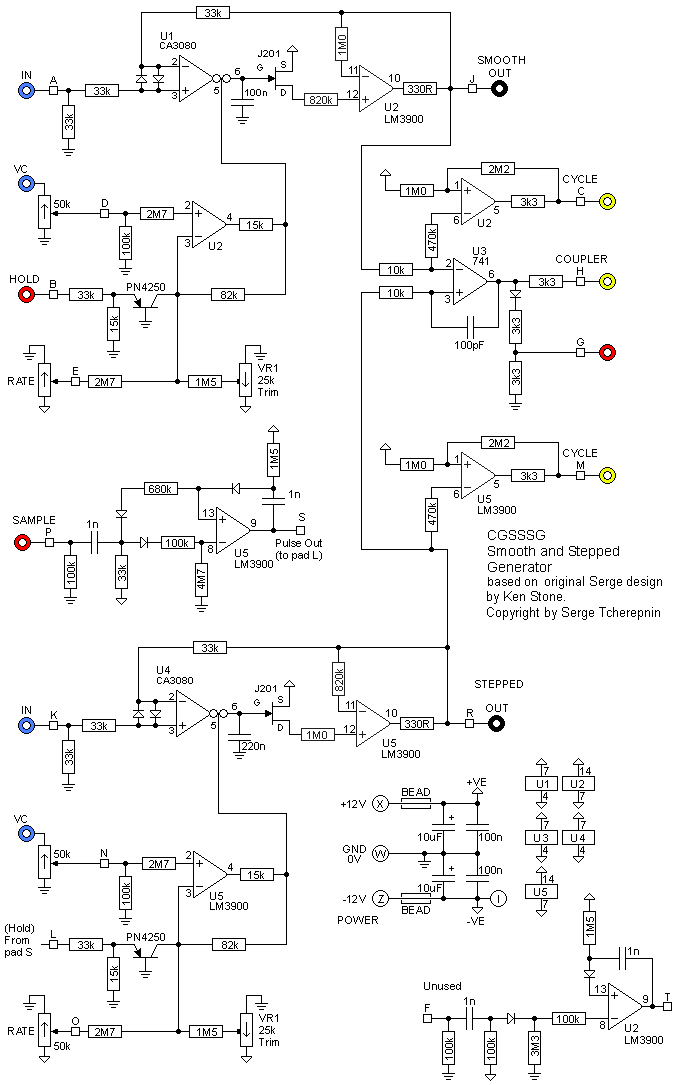 33k
U1
CA3080
J201
1M0
SMOOTH
OUT
IN
A
33k
33k
2
3
5
6
100n
G
S
D
820k
11
12
10
330R
U2
LM3900
J
VC
50k
D
100k
2M7
2
3
4
U2
15k
1M0
1
6
2M2
5
U2
3k3
CYCLE
C
470k
HOLD
B
33k
15k
PN4250
82k
10k
10k
U3
741
2
3
6
100pF
3k3
COUPLER
H
3k3
3k3
G
RATE
E
2M7
1M5
VR1
25k
Trim
1M0
1
6
2M2
5
U5
LM3900
3k3
CYCLE
M
470k
680k
1M5
1n
SAMPLE
P
100k
1n
33k
100k
4M7
13
8
9
U5
LM3900
S
Pulse Out
(to pad L)
CGSSSG
Smooth and Stepped
Generator
based on original Serge design
by Ken Stone.
Copyright by Serge Tcherepnin
33k
U4
CA3080
J201
820k
STEPPED
OUT
IN
K
33k
33k
2
3
5
6
220n
G
S
D
1M0
11
12
10
330R
U5
LM3900
R
VC
50k
N
100k
2M7
2
3
4
U5
LM3900
15k
(Hold)
From
pad S
L
33k
15k
PN4250
82k
RATE
50k
O
2M7
1M5
VR1
25k
Trim
+12V
X
BEAD
+VE
+
10uF
100n
GND
0V
W
+
10uF
100n
-12V
Z
BEAD
I
-VE
POWER
7
U1
4
14
U2
7
7
U3
4
7
U4
4
14
U5
7
Unused
F
100k
1n
100k
3M3
100k
1M5
1n
13
8
9
U2
LM3900
T